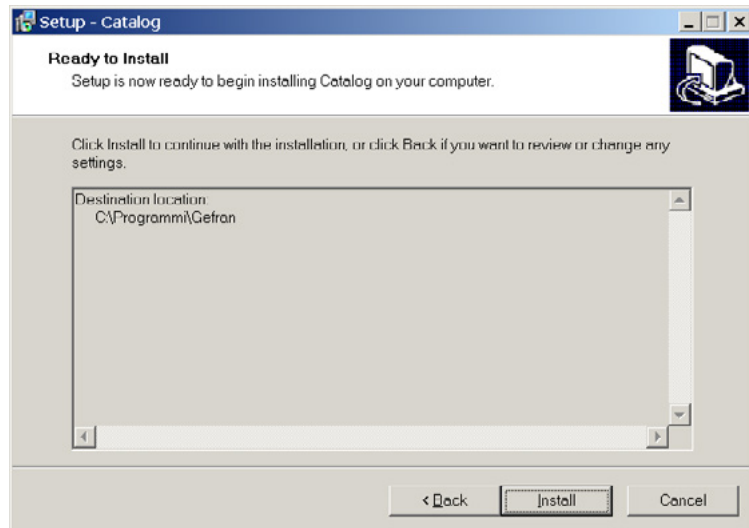 Setup - Catalog
Ready to Install
Setup is now ready to begin installing Catalog on your computer.
Click Install to continue with the installation, or click Back if you want to review or change any
settings.
Destination location:
C:\Programmi\Gefran
< Back
Install
Cancel